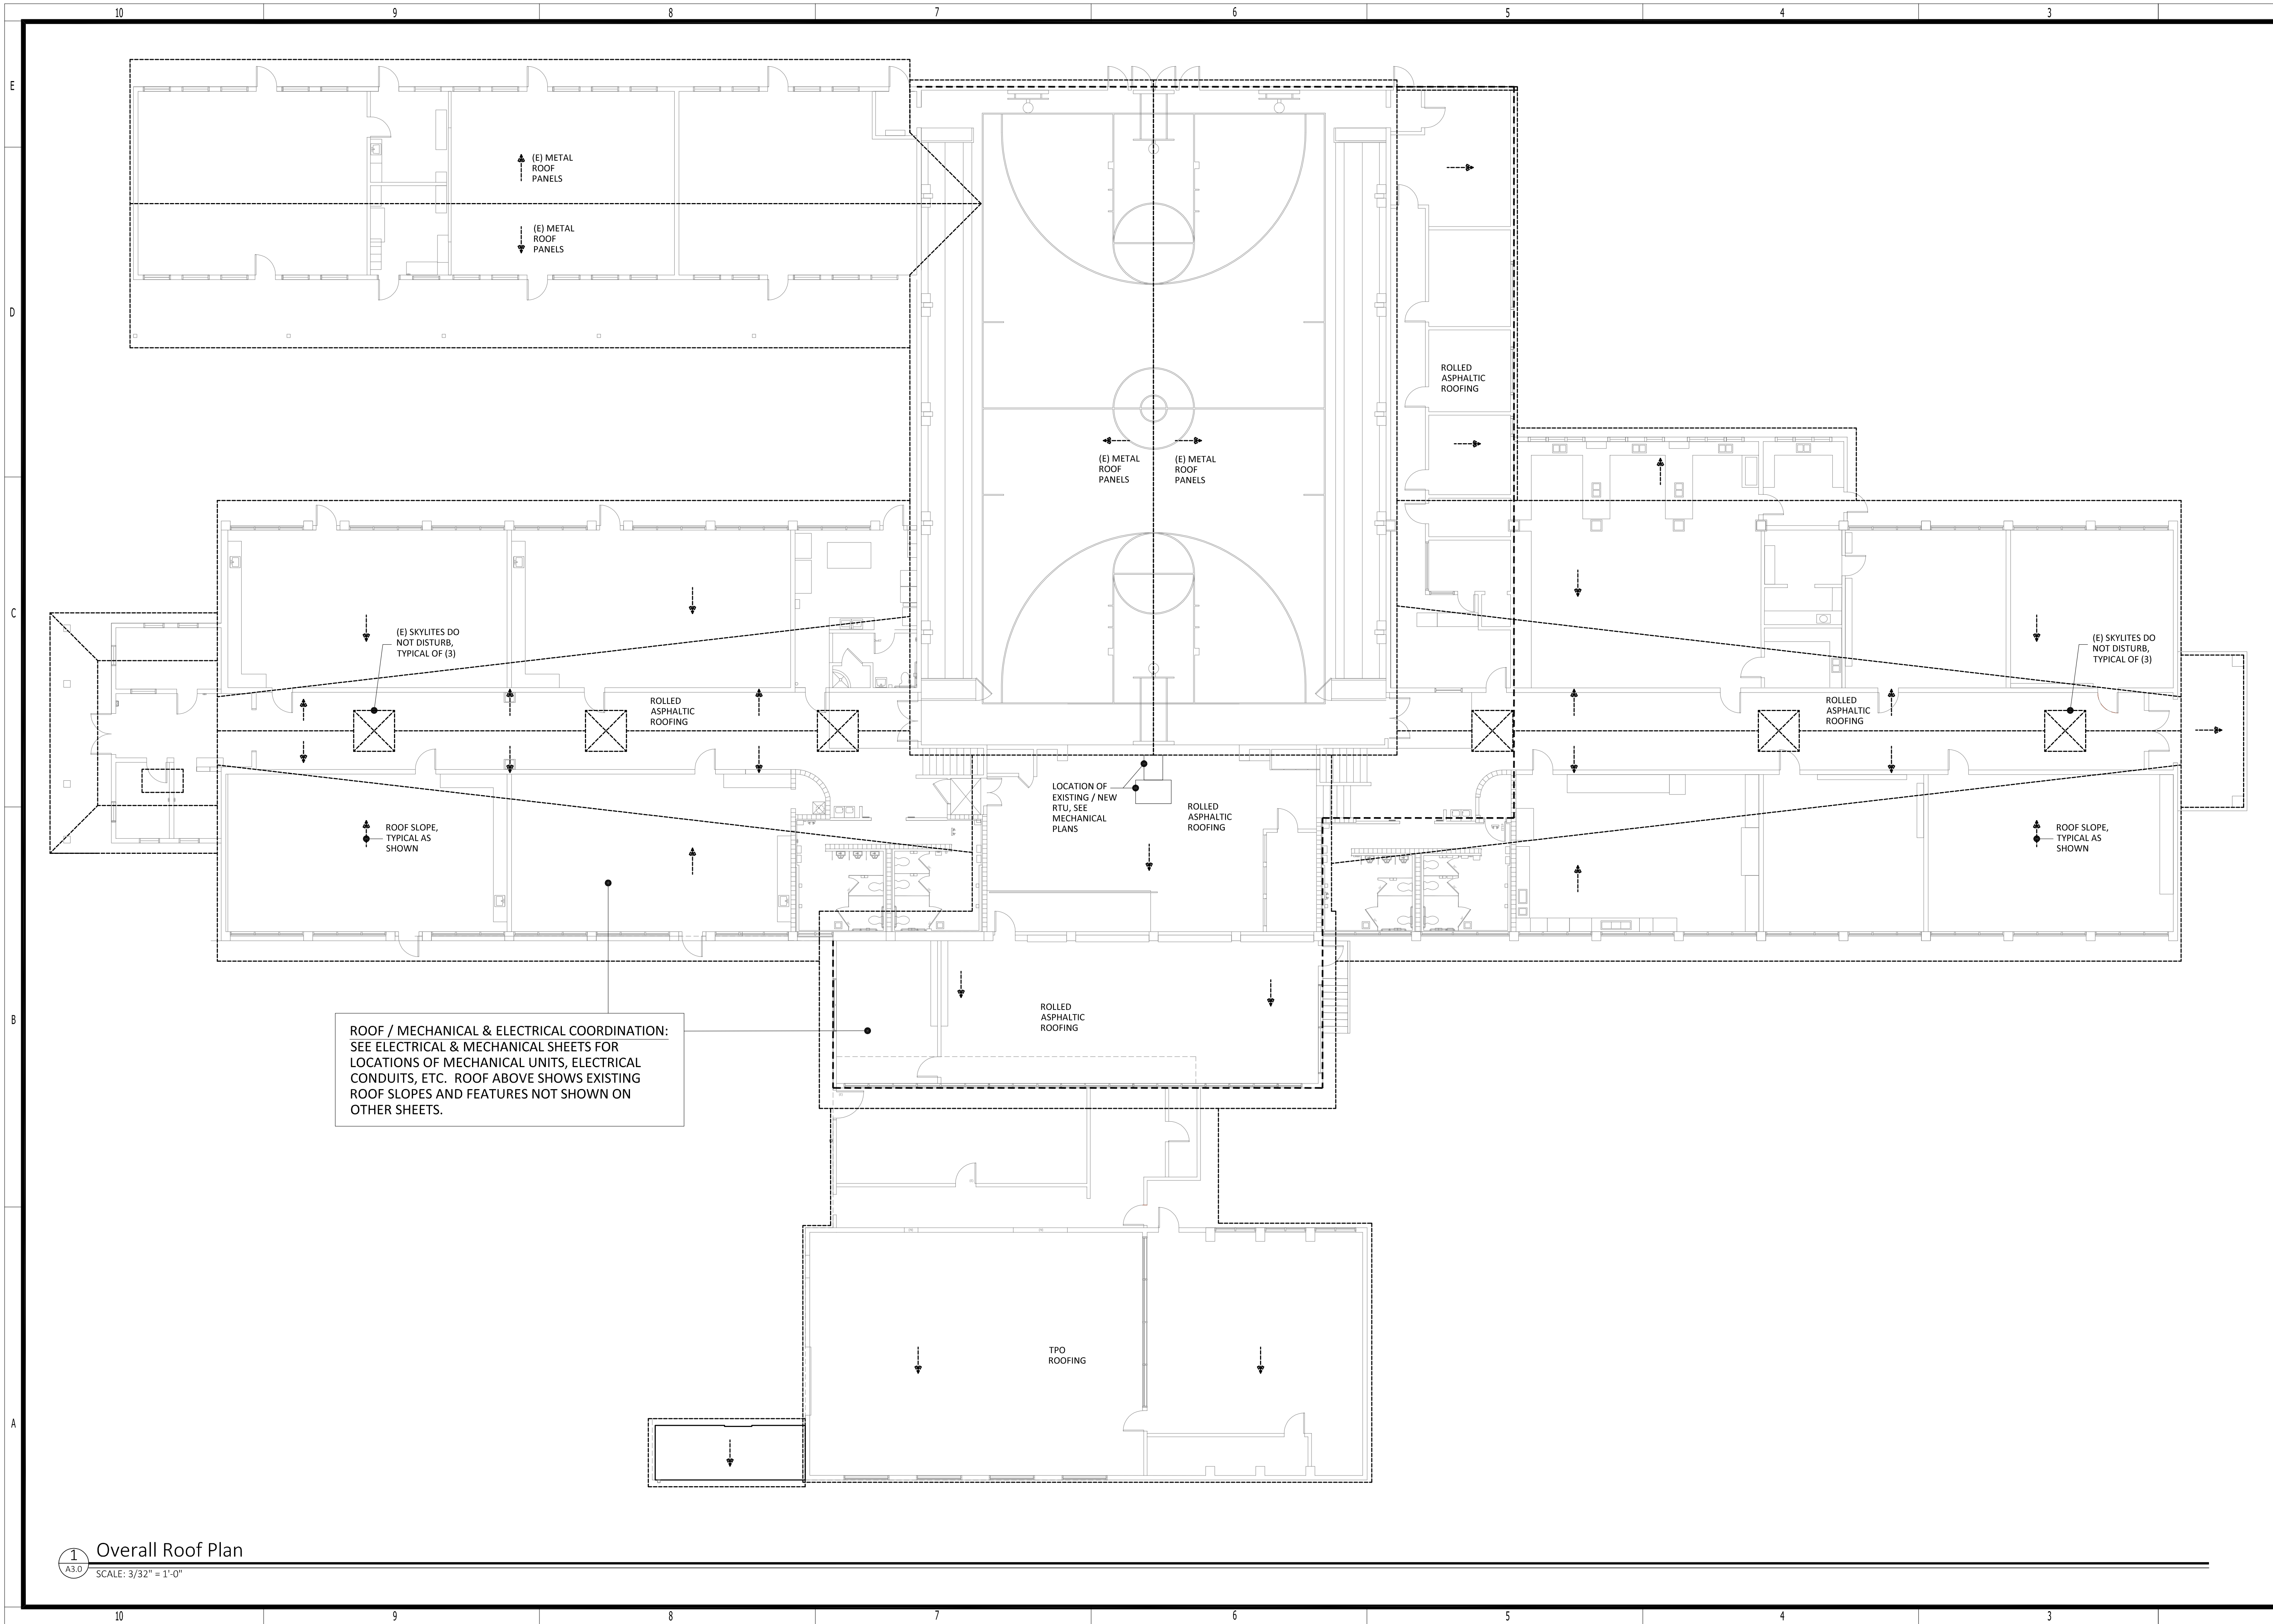 10 9 8 7 6 5 4 3
E
D
C
B
A
(E) METAL
ROOF
PANELS
(E) METAL
ROOF
PANELS
ROLLED
ASPHALTIC
ROOFING
(E) METAL
ROOF
PANELS
(E) METAL
ROOF
PANELS
(E) SKYLITES DO
NOT DISTURB,
TYPICAL OF (3)
(E) SKYLITES DO
NOT DISTURB,
TYPICAL OF (3)
ROLLED
ASPHALTIC
ROOFING
ROLLED
ASPHALTIC
ROOFING
LOCATION OF
EXISTING / NEW
RTU, SEE
MECHANICAL
PLANS
ROLLED
ASPHALTIC
ROOFING
ROOF SLOPE,
TYPICAL AS
SHOWN
ROOF SLOPE,
TYPICAL AS
SHOWN
ROLLED
ASPHALTIC
ROOFING
ROOF / MECHANICAL & ELECTRICAL COORDINATION:
SEE ELECTRICAL & MECHANICAL SHEETS FOR
LOCATIONS OF MECHANICAL UNITS, ELECTRICAL
CONDUITS, ETC. ROOF ABOVE SHOWS EXISTING
ROOF SLOPES AND FEATURES NOT SHOWN ON
OTHER SHEETS.
TPO
ROOFING
1
A3.0
Overall Roof Plan
SCALE: 3/32" = 1'-0"
10 9 8 7 6 5 4 3